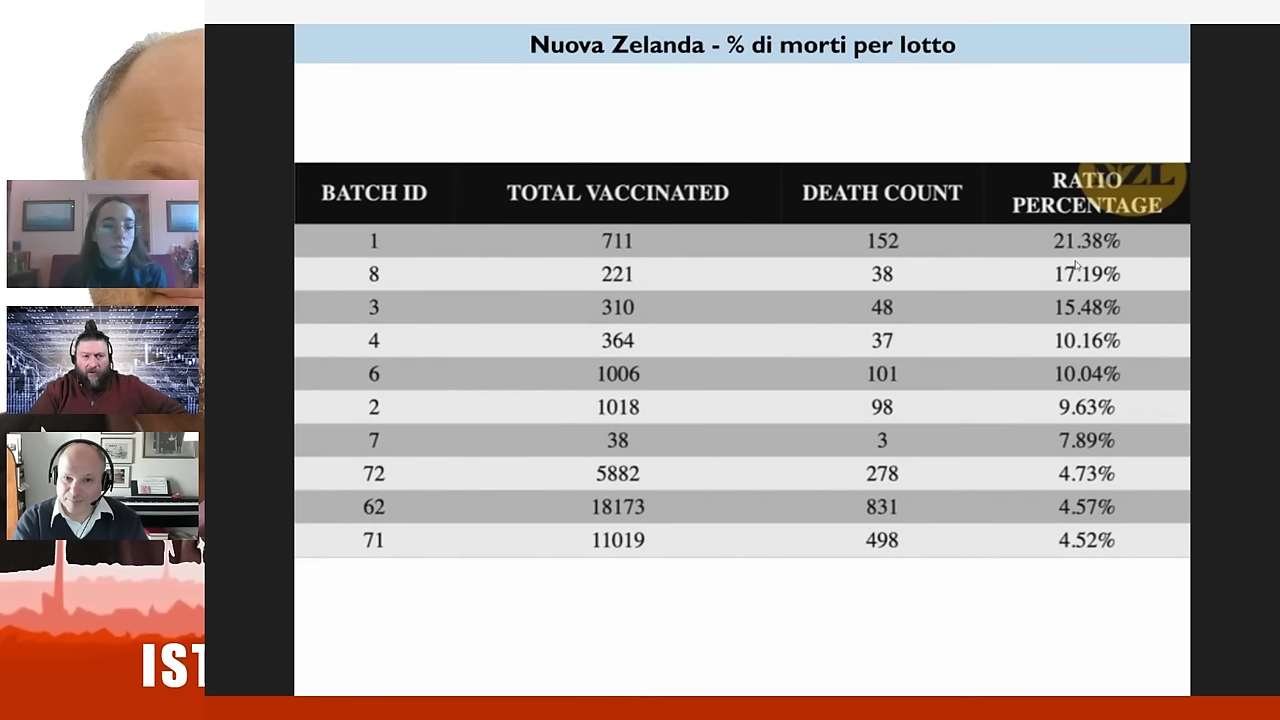 Nuova Zelanda - % di morti per lotto
NZL
BATCH ID TOTAL VACCINATED DEATH COUNT RATIO PERCENTAGE
1 711 152 21.38%
8 221 38 17.19%
3 310 48 15.48%
4 364 37 10.16%
6 1006 101 10.04%
2 1018 98 9.63%
7 38 3 7.89%
72 5882 278 4.73%
62 18173 831 4.57%
71 11019 498 4.52%
IST